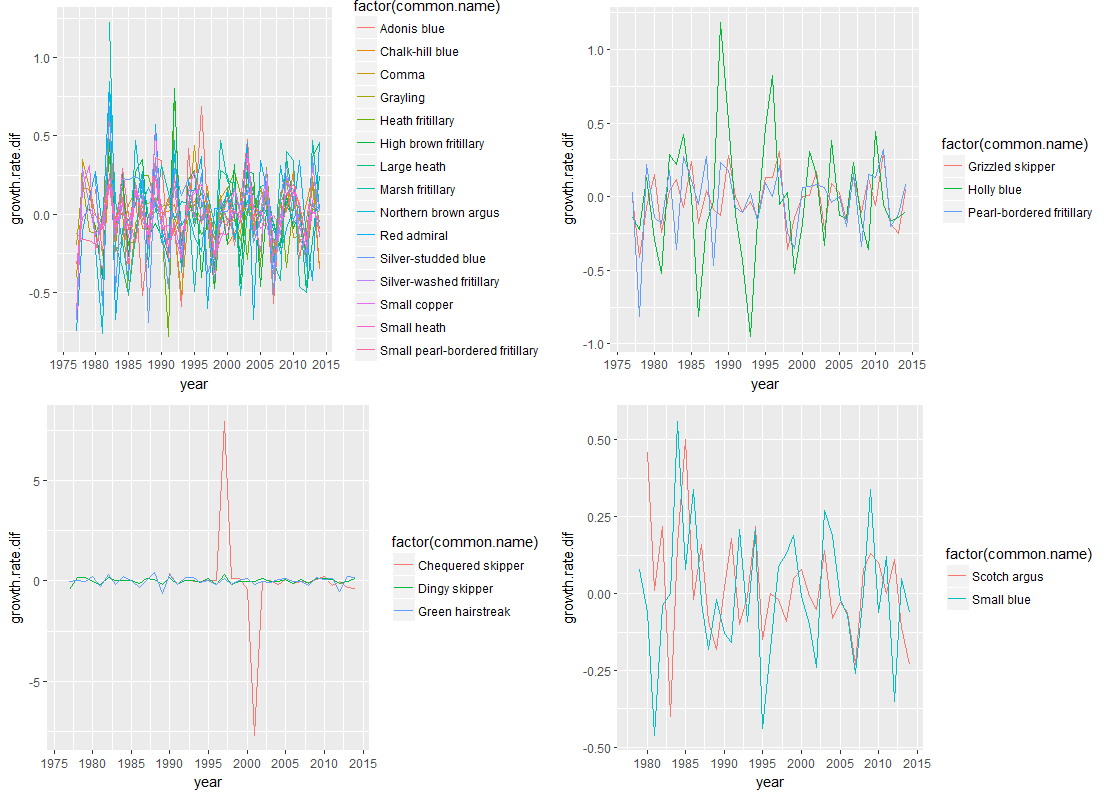 factor(common.name)
Adonis blue
Chalk-hill blue
Comma
Grayling
Heath fritillary
High brown fritillary
Large heath
Marsh fritillary
Northern brown argus
Red admiral
Silver-studded blue
Silver-washed fritillary
Small copper
Small heath
Small pearl-bordered fritillary
growth.rate.dif
1.0
0.5
0.0
-0.5
1975 1980 1985 1990 1995 2000 2005 2010 2015
year
growth.rate.dif
1.0
0.5
0.0
-0.5
-1.0
1975 1980 1985 1990 1995 2000 2005 2010 2015
year
factor(common.name)
Grizzled skipper
Holly blue
Pearl-bordered fritillary
growth.rate.dif
5
0
-5
1975 1980 1985 1990 1995 2000 2005 2010 2015
year
factor(common.name)
Chequered skipper
Dingy skipper
Green hairstreak
growth.rate.dif
0.50
0.25
0.00
-0.25
-0.50
1980 1985 1990 1995 2000 2005 2010 2015
year
factor(common.name)
Scotch argus
Small blue